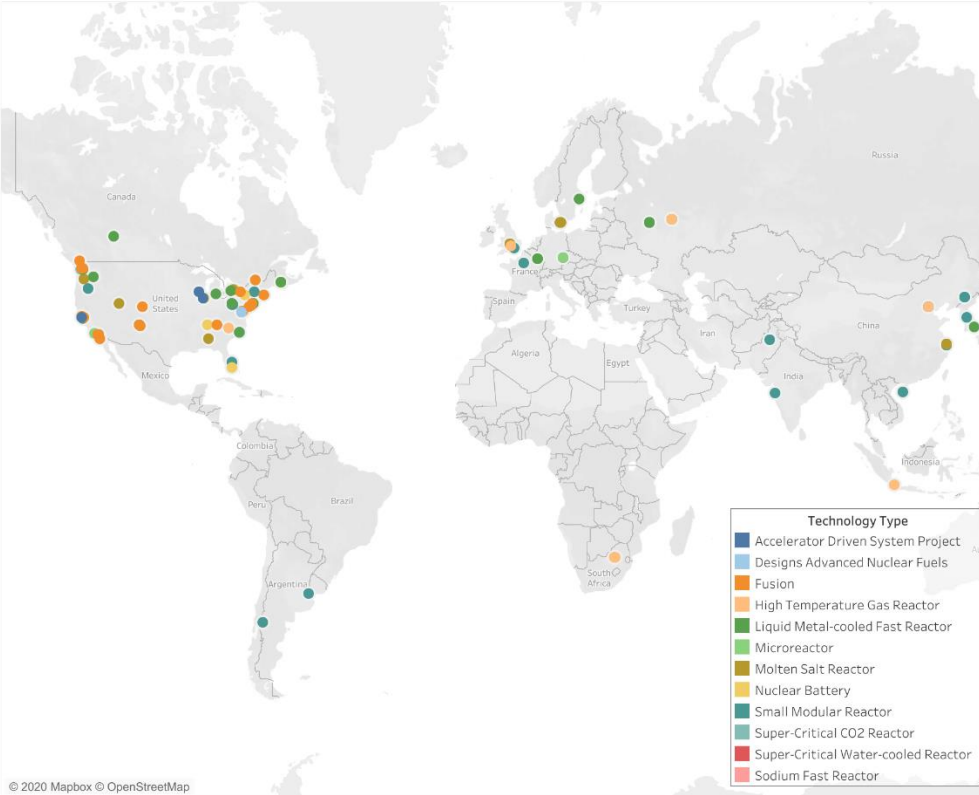 Russia
Canada
France
United
States
Spain
Turkey
China
Iran
Algeria
Egypt
Mexico
India
Colombia
Indonesia
Peru
Brazil
Technology Type
Accelerator Driven System Project
Designs Advanced Nuclear Fuels
South
Africa
Argentina
Fusion
High Temperature Gas Reactor
Liquid Metal-cooled Fast Reactor
Microreactor
Molten Salt Reactor
Nuclear Battery
Small Modular Reactor
Super-Critical CO2 Reactor
Super-Critical Water-cooled Reactor
Sodium Fast Reactor
© 2020 Mapbox © OpenStreetMap